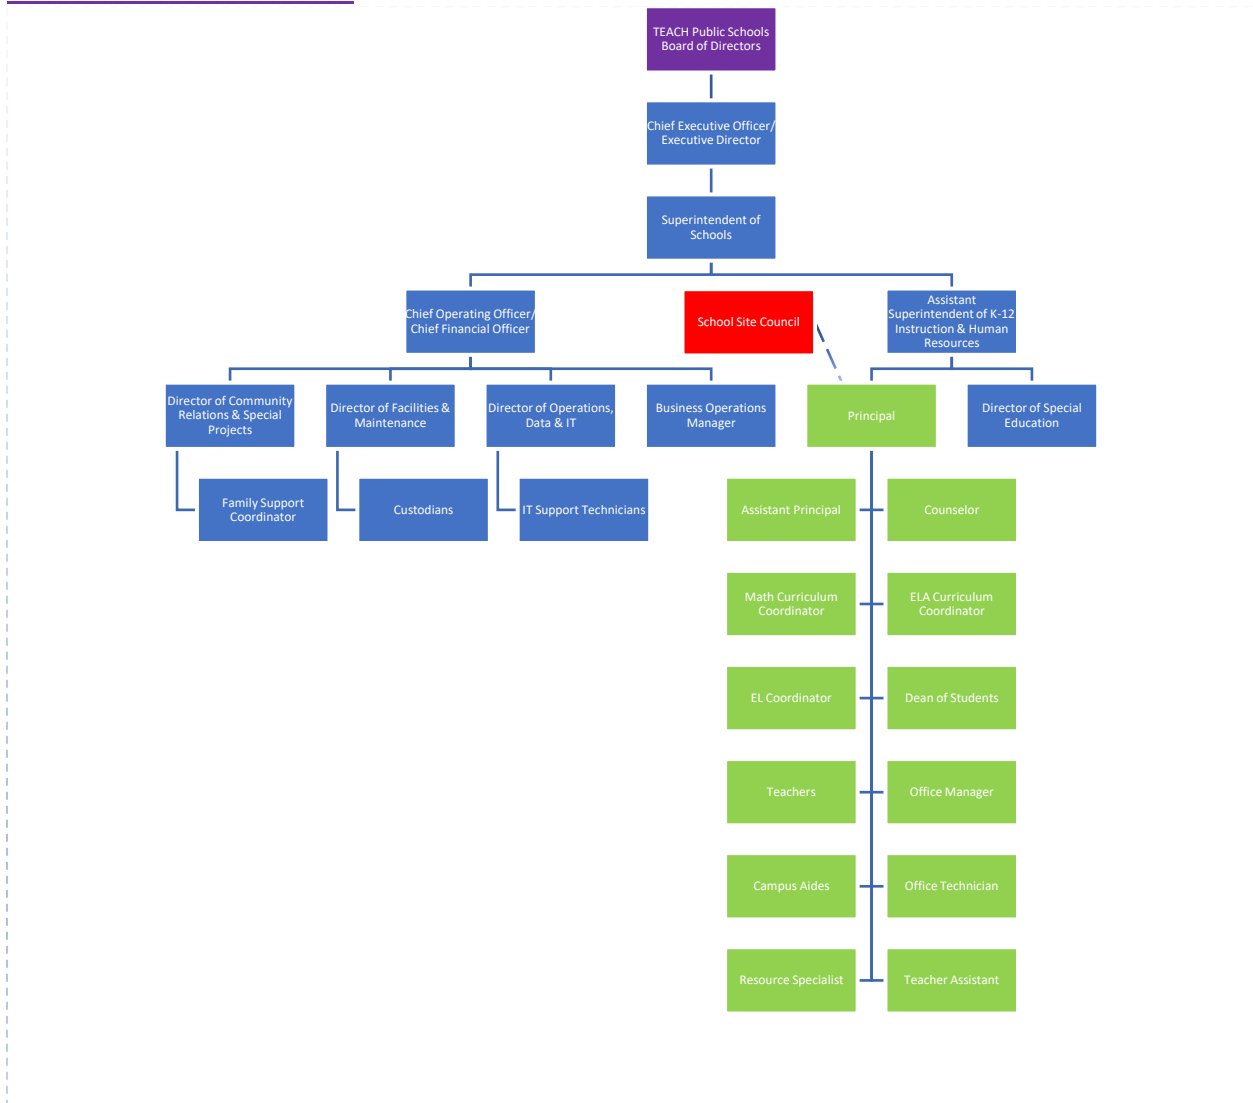 TEACH Public Schools
Board of Directors
Chief Executive Officer/
Executive Director
Superintendent of
Schools
Chief Operating Officer/
Chief Financial Officer
School Site Council
Assistant
Superintendent of K-12
Instruction & Human
Resources
Director of Community
Relations & Special
Projects
Director of Facilities &
Maintenance
Director of Operations,
Data & IT
Business Operations
Manager
Principal
Director of Special
Education
Family Support
Coordinator
Custodians
IT Support Technicians
Assistant Principal
Counselor
Math Curriculum
Coordinator
ELA Curriculum
Coordinator
EL Coordinator
Dean of Students
Teachers
Office Manager
Campus Aides
Office Technician
Resource Specialist
Teacher Assistant